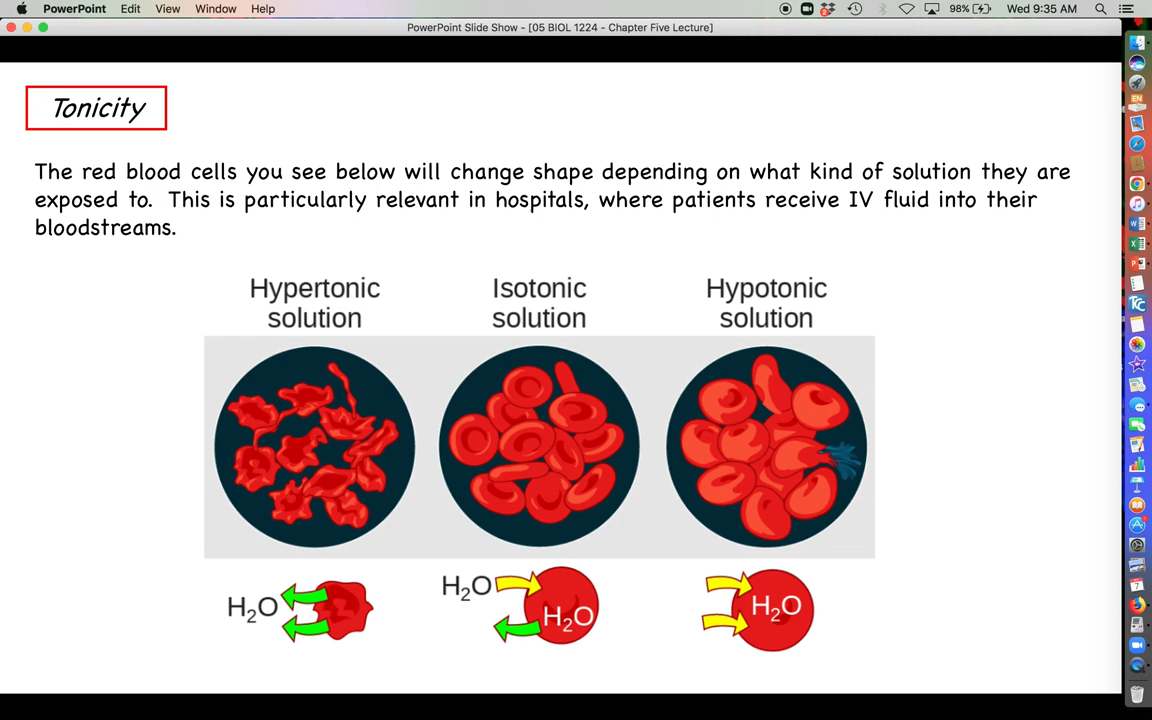 PowerPoint Edit View Window Help
98% Wed 9:35 AM
PowerPoint Slide Show - [05 BIOL 1224 - Chapter Five Lecture]
Tonicity
The red blood cells you see below will change shape depending on what kind of solution they are
exposed to. This is particularly relevant in hospitals, where patients receive IV fluid into their
bloodstreams.
Hypertonic
solution
Isotonic
solution
Hypotonic
solution
H₂O
H₂O
H₂O
H₂O
EN
TCC
7